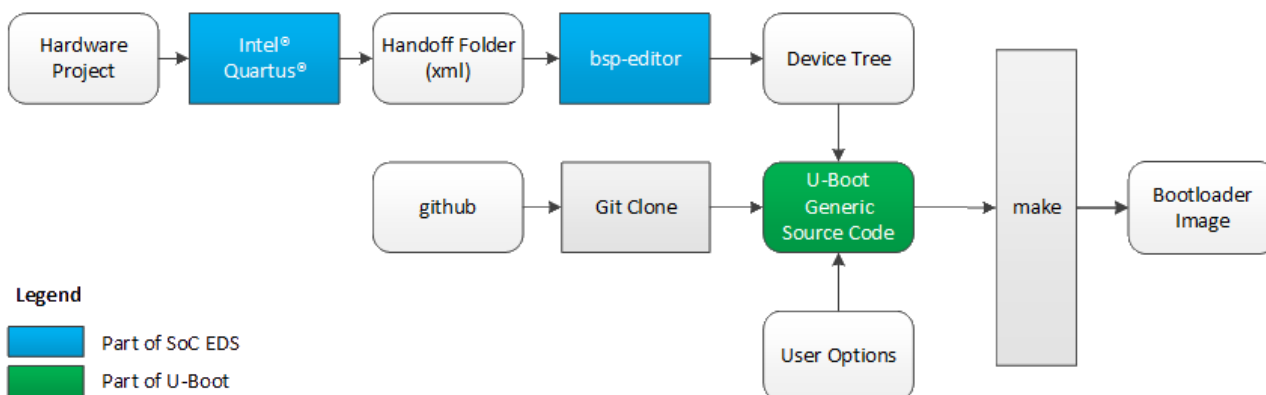 Hardware
Project
Intel®
Quartus®
Handoff Folder
(xml)
bsp-editor
Device Tree
github
Git Clone
U-Boot
Generic
Source Code
make
Bootloader
Image
User Options
Legend
Part of SoC EDS
Part of U-Boot